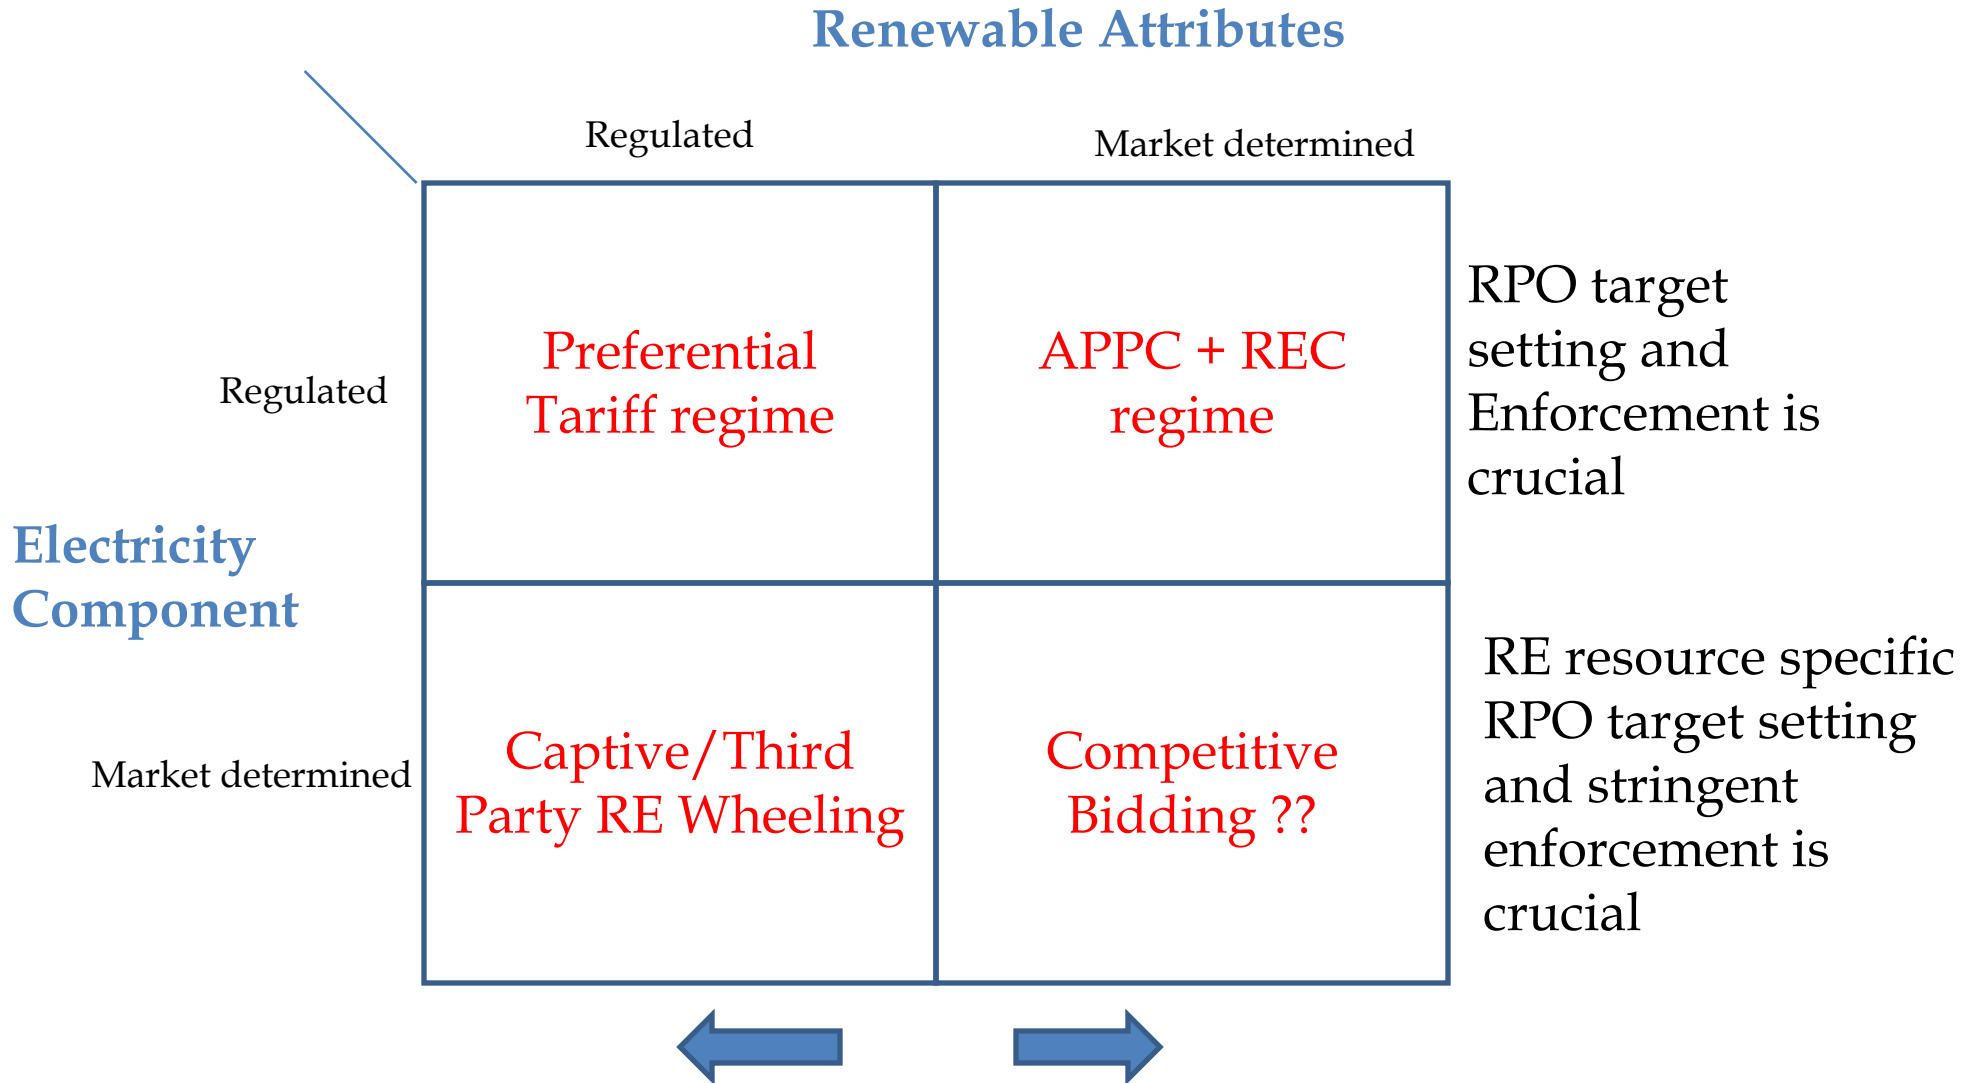 Renewable Attributes
Regulated
Market determined
Regulated
Preferential
Tariff regime
APPC + REC
regime
RPO target
setting and
Enforcement is
crucial
Electricity
Component
Market determined
Captive/Third
Party RE Wheeling
Competitive
Bidding ??
RE resource specific
RPO target setting
and stringent
enforcement is
crucial